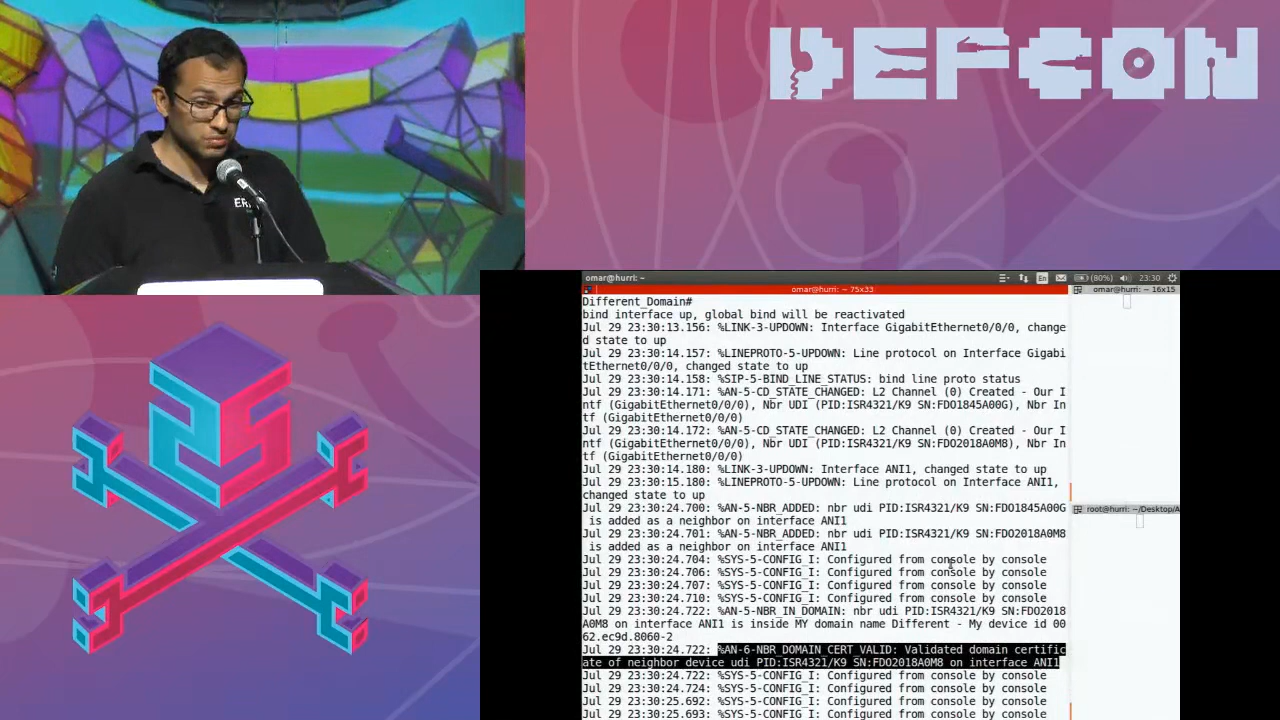 DEFCON
ER
omar@hurri: ~
En
(80%)
23:30
omar@hurri: ~ 75x33
omar@hurri: ~ 16x15
Different_Domain#
bind interface up, global bind will be reactivated
Jul 29 23:30:13.156: %LINK-3-UPDOWN: Interface GigabitEthernet0/0/0, change
d state to up
Jul 29 23:30:14.157: %LINEPROTO-5-UPDOWN: Line protocol on Interface Gigabi
tEthernet0/0/0, changed state to up
Jul 29 23:30:14.158: %SIP-5-BIND_LINE_STATUS: bind line proto status
Jul 29 23:30:14.171: %AN-5-CD_STATE_CHANGED: L2 Channel (0) Created - Our I
ntf (GigabitEthernet0/0/0), Nbr UDI (PID:ISR4321/K9 SN:FDO1845A00G), Nbr In
tf (GigabitEthernet0/0/0)
Jul 29 23:30:14.172: %AN-5-CD_STATE_CHANGED: L2 Channel (0) Created - Our I
ntf (GigabitEthernet0/0/0), Nbr UDI (PID:ISR4321/K9 SN:FDO2018A0M8), Nbr In
tf (GigabitEthernet0/0/0)
Jul 29 23:30:14.180: %LINK-3-UPDOWN: Interface ANI1, changed state to up
Jul 29 23:30:15.180: %LINEPROTO-5-UPDOWN: Line protocol on Interface ANI1,
changed state to up
Jul 29 23:30:24.700: %AN-5-NBR_ADDED: nbr udi PID:ISR4321/K9 SN:FDO1845A00G
is added as a neighbor on interface ANI1
Jul 29 23:30:24.701: %AN-5-NBR_ADDED: nbr udi PID:ISR4321/K9 SN:FDO2018A0M8
is added as a neighbor on interface ANI1
Jul 29 23:30:24.704: %SYS-5-CONFIG_I: Configured from console by console
Jul 29 23:30:24.706: %SYS-5-CONFIG_I: Configured from console by console
Jul 29 23:30:24.707: %SYS-5-CONFIG_I: Configured from console by console
Jul 29 23:30:24.710: %SYS-5-CONFIG_I: Configured from console by console
Jul 29 23:30:24.722: %AN-5-NBR_IN_DOMAIN: nbr udi PID:ISR4321/K9 SN:FDO2018
A0M8 on interface ANI1 is inside MY domain name Different - My device id 00
62.ec9d.8060-2
Jul 29 23:30:24.722: %AN-6-NBR_DOMAIN_CERT_VALID: Validated domain certific
ate of neighbor device udi PID:ISR4321/K9 SN:FDO2018A0M8 on interface ANI1
Jul 29 23:30:24.722: %SYS-5-CONFIG_I: Configured from console by console
Jul 29 23:30:24.724: %SYS-5-CONFIG_I: Configured from console by console
Jul 29 23:30:25.692: %SYS-5-CONFIG_I: Configured from console by console
Jul 29 23:30:25.693: %SYS-5-CONFIG_I: Configured from console by console
root@hurri: ~/Desktop/A